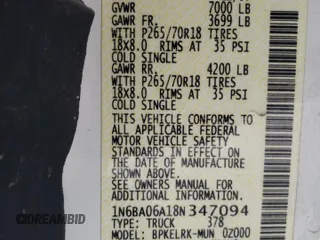 GVWR 7000 LB
GAWR FR. 3699 LB
WITH P265/70R18 TIRES
18X8.0 RIMS AT 35 PSI
COLD SINGLE
GAWR RR. 4200 LB
WITH P265/70R18 TIRES
18X8.0 RIMS AT 35 PSI
COLD SINGLE
THIS VEHICLE CONFORMS TO
ALL APPLICABLE FEDERAL
MOTOR VEHICLE SAFETY
STANDARDS IN EFFECT ON
THE DATE OF MANUFACTURE
SHOWN ABOVE.
SEE OWNERS MANUAL FOR
ADDITIONAL INFORMATION
1N6BA06A18N347094
TYPE: TRUCK 378
MODEL: BPKELRK-MUN 0Z000
DREAMBID